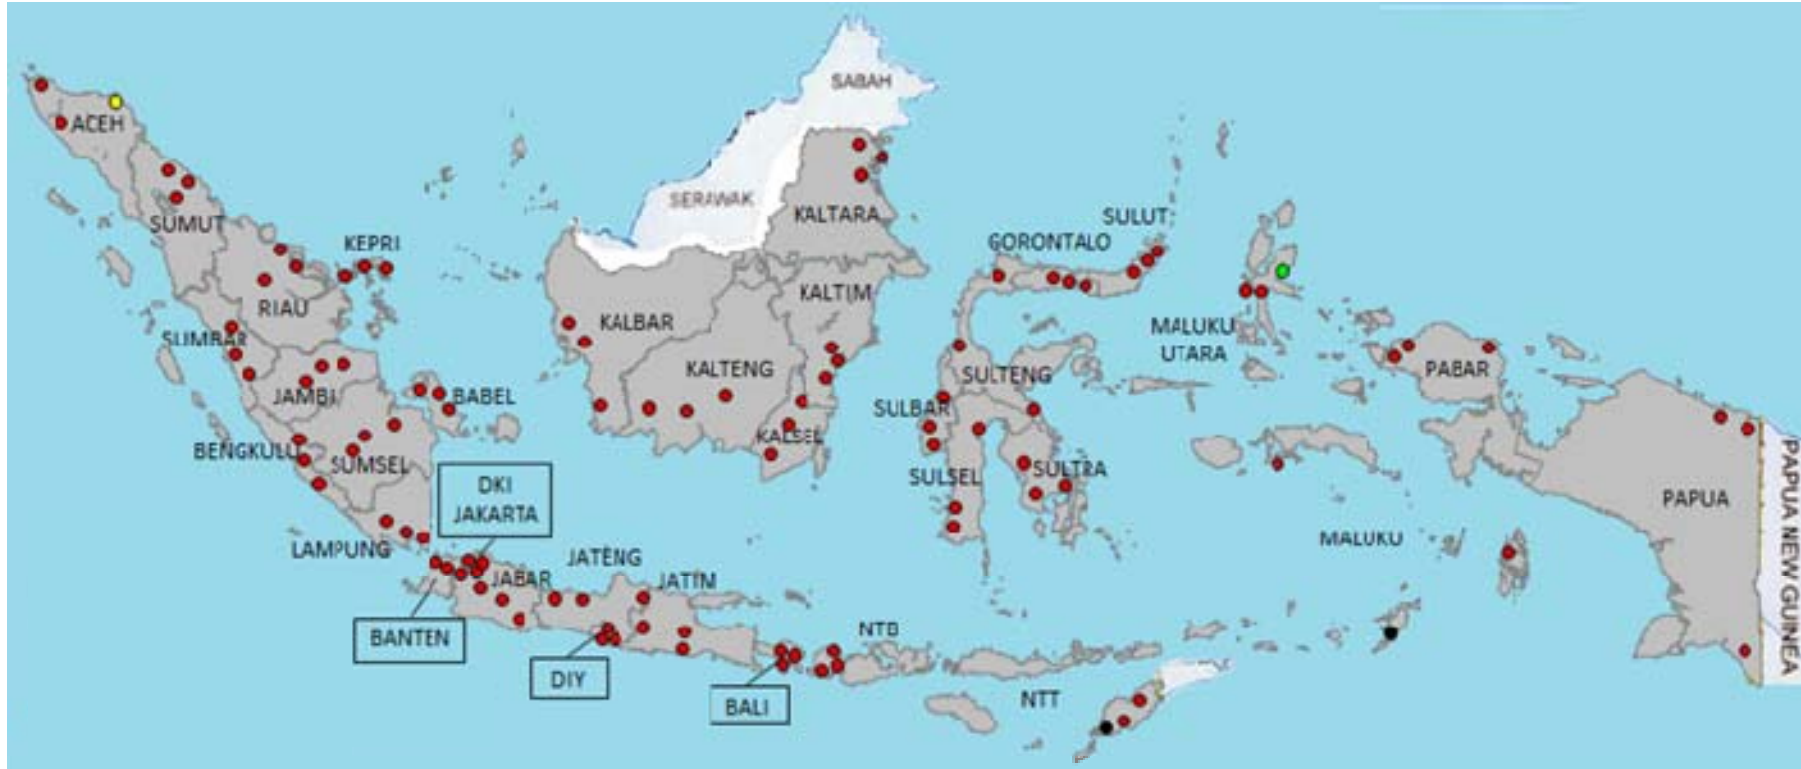 SABAH
ACEH
SERAWAK
SUMUT
KALTARA
SULUT
KEPRI
GORONTALO
RIAU
KALTIM
KALBAR
SUMBAR
MALUKU
UTARA
KALTENG
SULTENG
PABAR
JAMBI
BABEL
SULBAR
KALSEL
BENGKULU
SUMSEL
SULSEL
SULTRA
PAPUA
PAPUA NEW GUINEA
DKI
JAKARTA
LAMPUNG
MALUKU
JATENG
JABAR
JATIM
BANTEN
NTB
DIY
BALI
NTT